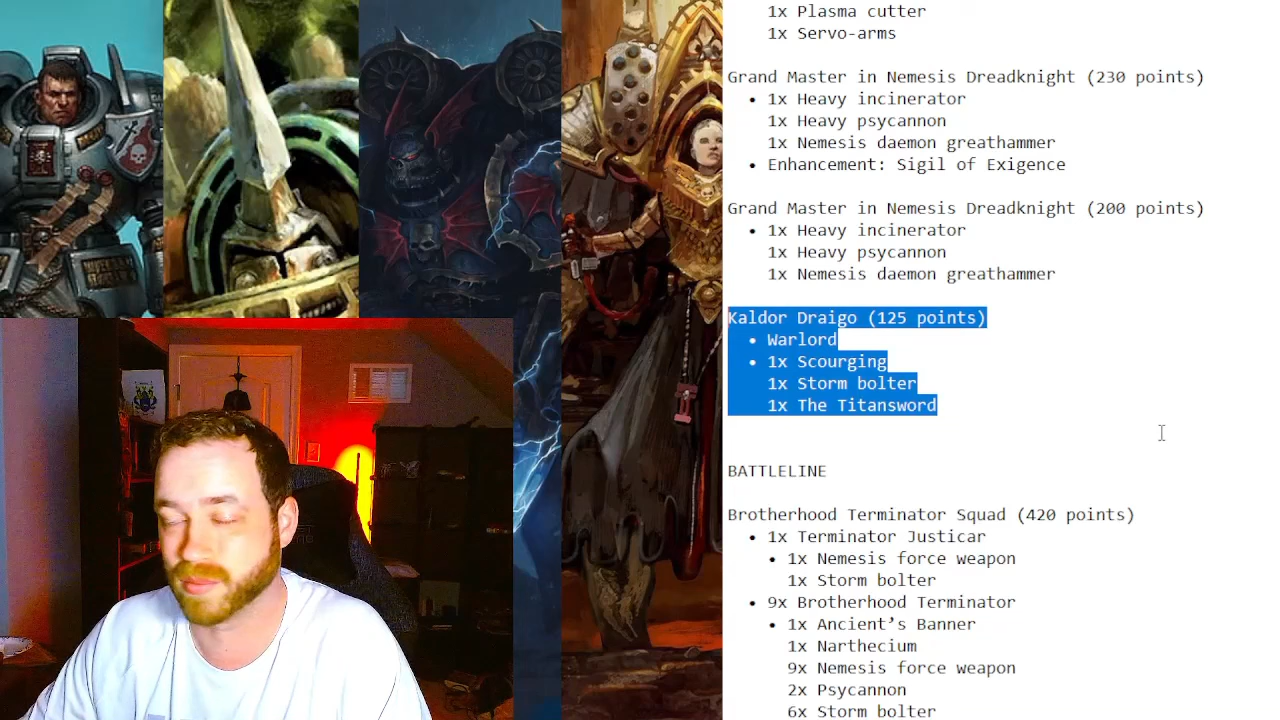 1x Plasma cutter
1x Servo-arms
Grand Master in Nemesis Dreadknight (230 points)
• 1x Heavy incinerator
1x Heavy psycannon
1x Nemesis daemon greathammer
• Enhancement: Sigil of Exigence
Grand Master in Nemesis Dreadknight (200 points)
• 1x Heavy incinerator
1x Heavy psycannon
1x Nemesis daemon greathammer
Kaldor Draigo (125 points)
• Warlord
• 1x Scourging
1x Storm bolter
1x The Titansword
BATTLELINE
Brotherhood Terminator Squad (420 points)
• 1x Terminator Justicar
• 1x Nemesis force weapon
1x Storm bolter
• 9x Brotherhood Terminator
• 1x Ancient’s Banner
1x Narthecium
9x Nemesis force weapon
2x Psycannon
6x Storm bolter